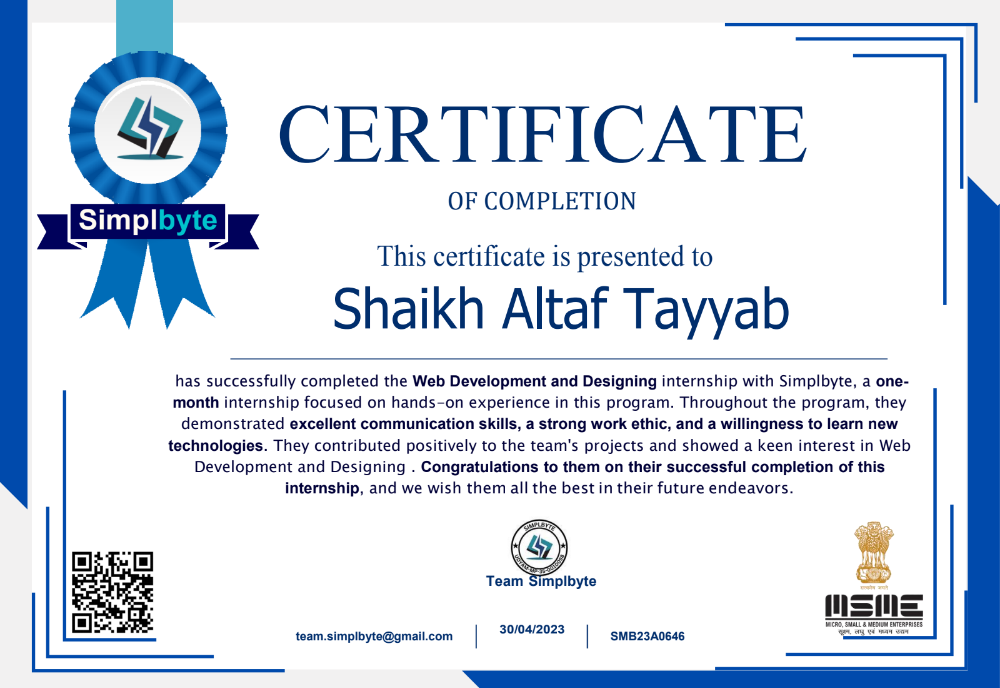 CERTIFICATE
OF COMPLETION
Simplbyte
This certificate is presented to
Shaikh Altaf Tayyab
has successfully completed the Web Development and Designing internship with Simplbyte, a one-
month internship focused on hands-on experience in this program. Throughout the program, they
demonstrated excellent communication skills, a strong work ethic, and a willingness to learn new
technologies. They contributed positively to the team's projects and showed a keen interest in Web
Development and Designing . Congratulations to them on their successful completion of this
internship, and we wish them all the best in their future endeavors.
SIMPLBYTE
Team Simplbyte
सत्यमेव जयते
MSME
MICRO, SMALL & MEDIUM ENTERPRISES
सूक्ष्म, लघु एवं मध्यम उद्यम
team.simplbyte@gmail.com
30/04/2023
SMB23A0646